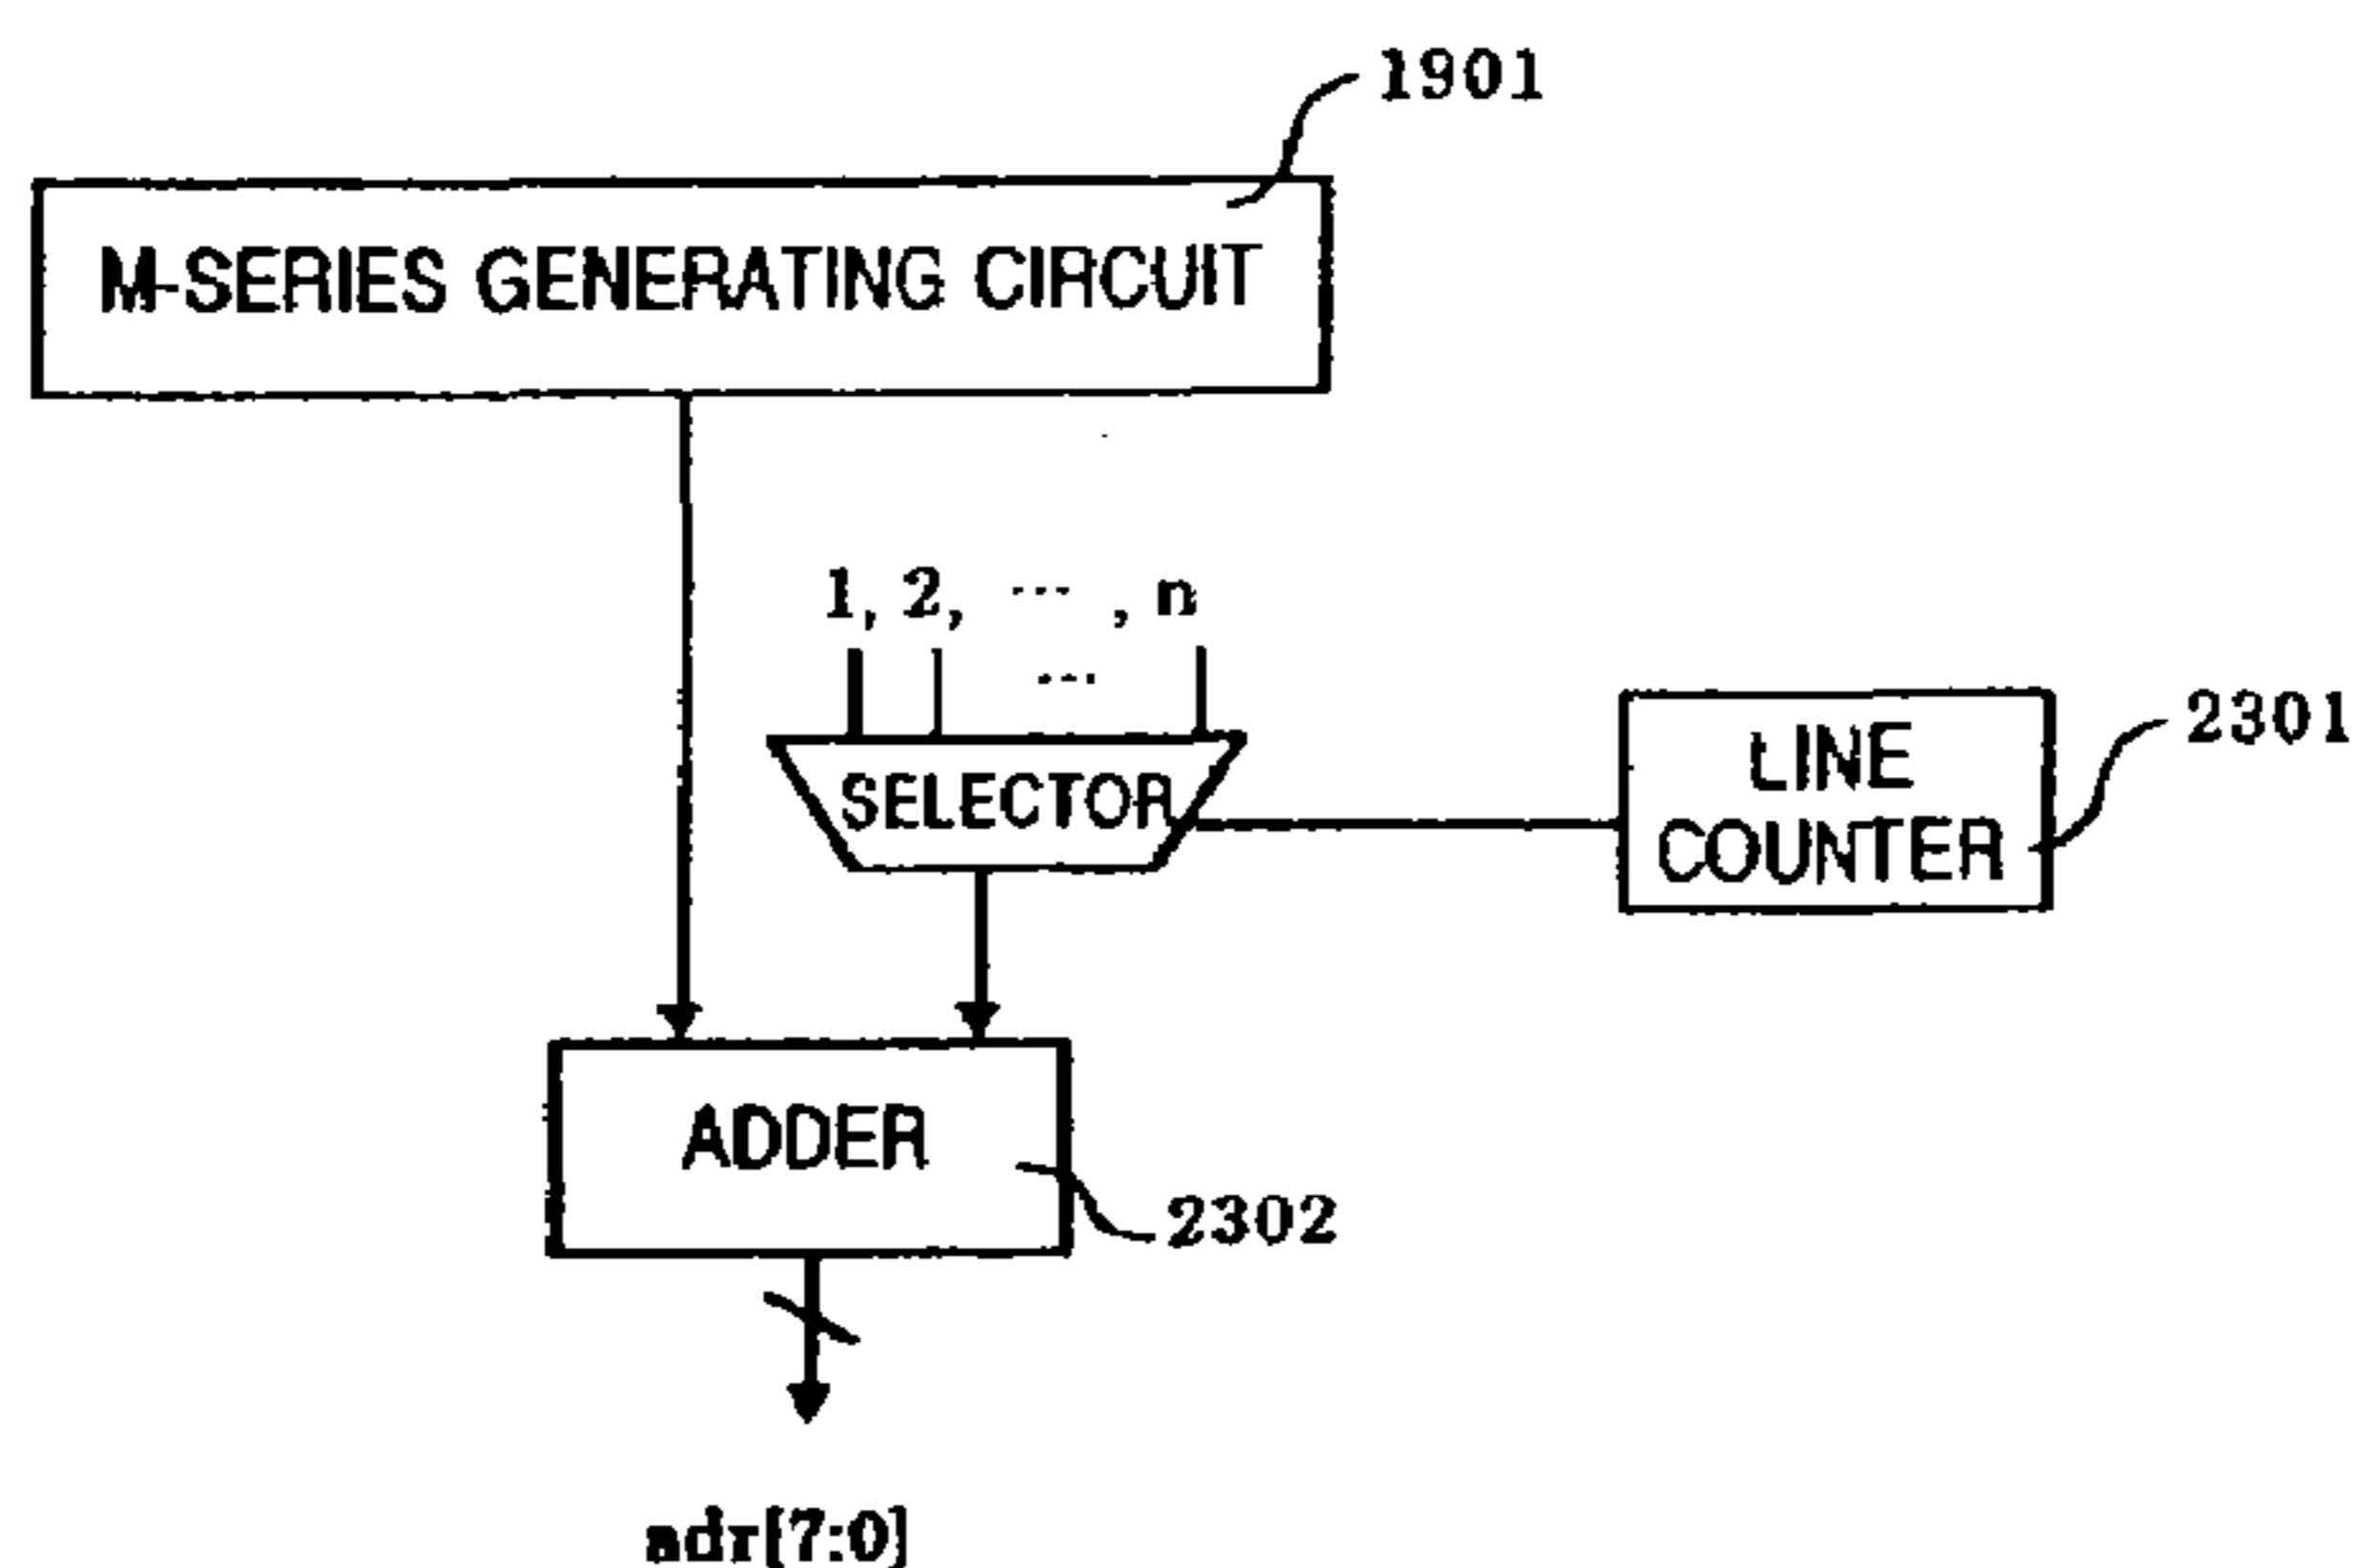 1901
M-SERIES GENERATING CIRCUIT
1, 2, ··· , n
···
SELECTOR
LINE
COUNTER
2301
ADDER
2302
adr[7:0]